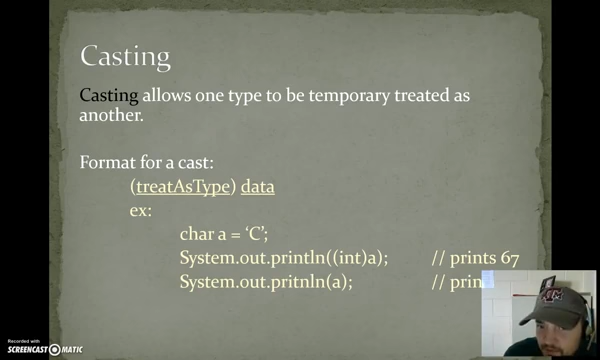 Casting
Casting allows one type to be temporary treated as
another.
Format for a cast:
(treatAsType) data
ex:
char a = ‘C’;
System.out.println((int)a); // prints 67
System.out.pritnln(a); //
Recorded with
SCREENCAST MATIC